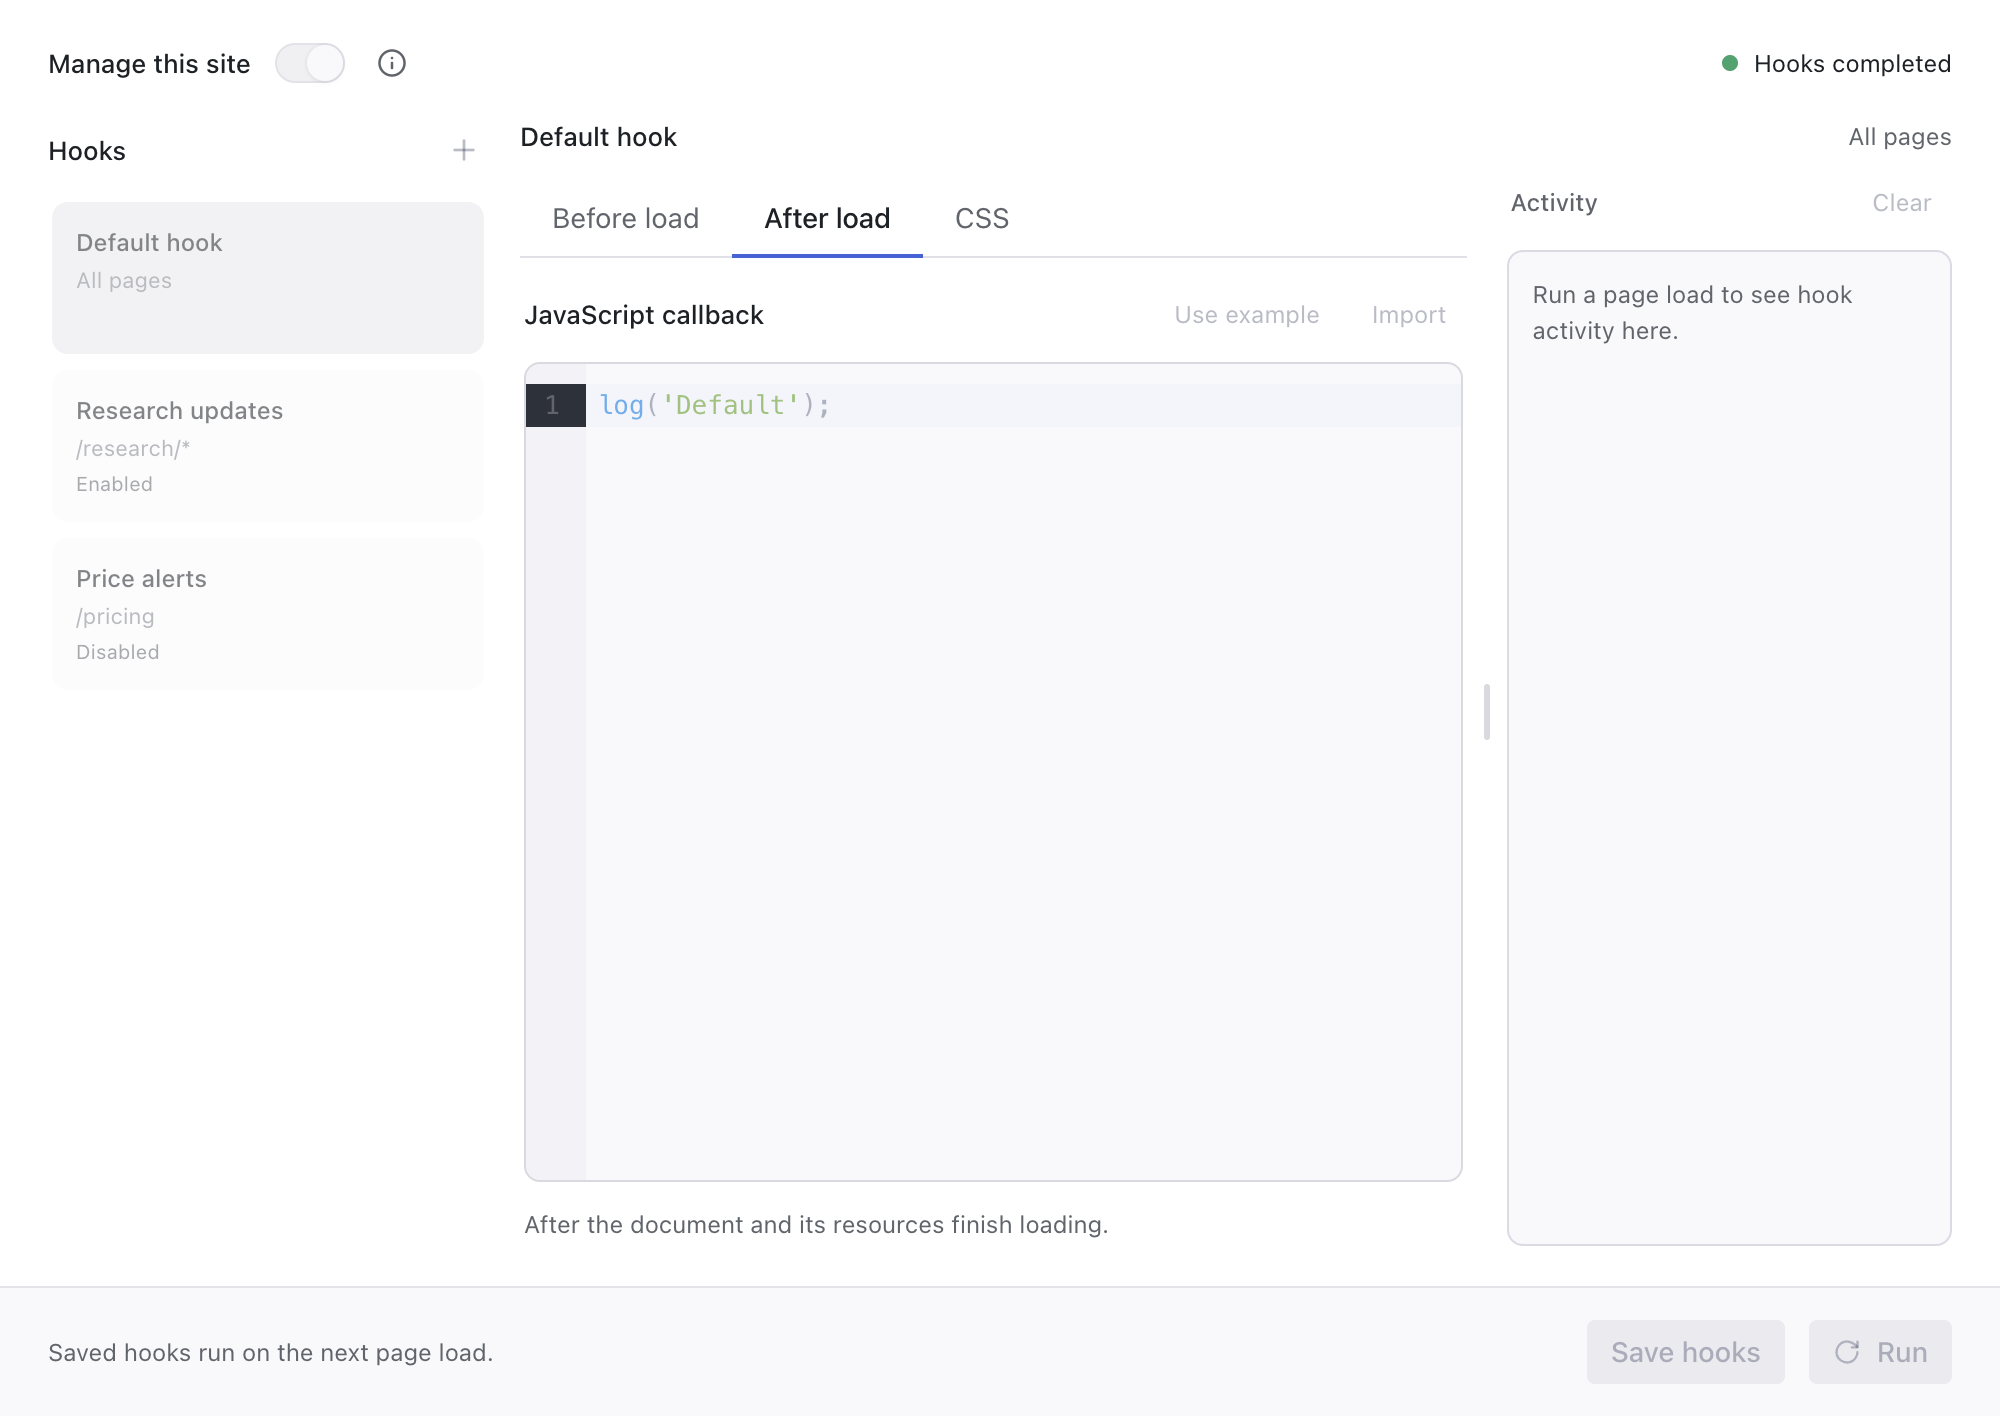 Manage this site
Hooks completed
Hooks
Default hook
All pages
Research updates
/research/*
Enabled
Price alerts
/pricing
Disabled
Default hook
All pages
Before load
After load
CSS
JavaScript callback
Use example
Import
1
log('Default');
After the document and its resources finish loading.
Activity
Clear
Run a page load to see hook
activity here.
Saved hooks run on the next page load.
Save hooks
Run